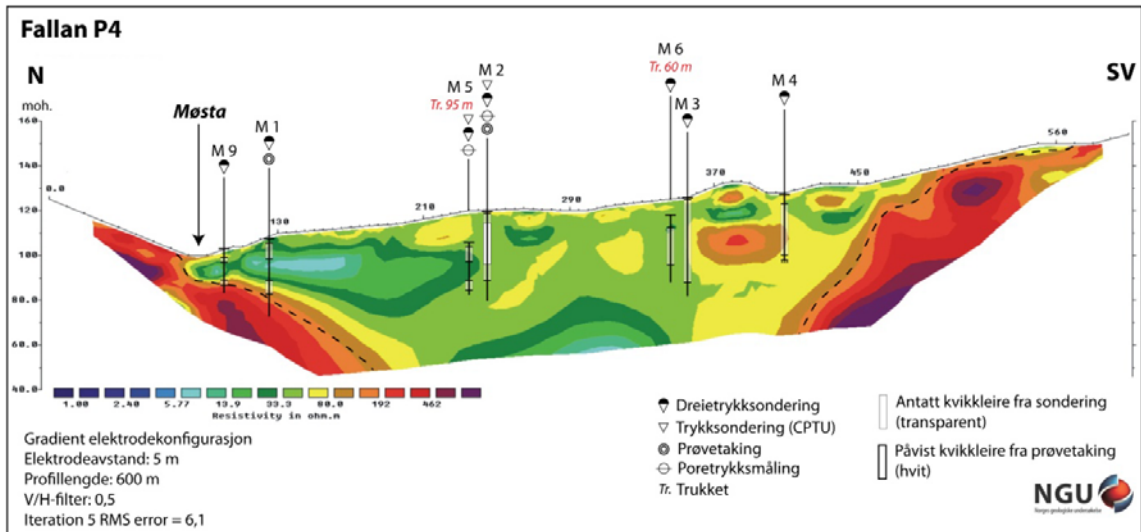 Fallan P4
N
SV
moh.
Møsta
M 9
M 1
M 5
Tr. 95 m
M 2
M 6
Tr. 60 m
M 3
M 4
160
140
120
100
80.0
60.0
40.0
0.0
130
210
290
370
450
560
1.00 2.40 5.77 13.9 33.3 80.0 192 462
Resistivity in ohm.m
Gradient elektrodekonfigurasjon
Elektrodeavstand: 5 m
Profillengde: 600 m
V/H-filter: 0,5
Iteration 5 RMS error = 6,1
Dreietrykksondering
Trykksondering (CPTU)
Prøvetaking
Poretrykksmåling
Tr. Trukket
Antatt kvikkleire fra sondering
(transparent)
Påvist kvikkleire fra prøvetaking
(hvit)
NGU
Norges geologiske undersøkelse